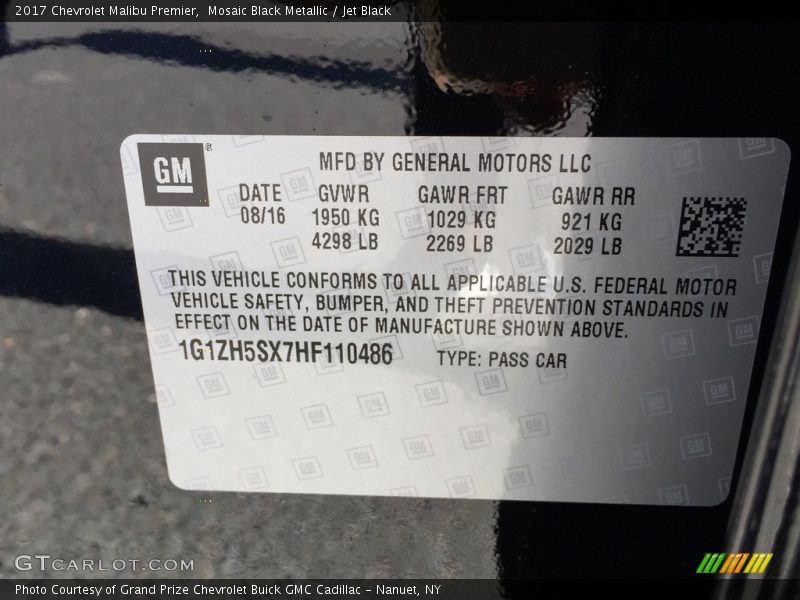 2017 Chevrolet Malibu Premier,  Mosaic Black Metallic / Jet Black
GM®
MFD BY GENERAL MOTORS LLC
DATE GVWR GAWR FRT GAWR RR
08/16 1950 KG 1029 KG 921 KG
4298 LB 2269 LB 2029 LB
THIS VEHICLE CONFORMS TO ALL APPLICABLE U.S. FEDERAL MOTOR
VEHICLE SAFETY, BUMPER, AND THEFT PREVENTION STANDARDS IN
EFFECT ON THE DATE OF MANUFACTURE SHOWN ABOVE.
1G1ZH5SX7HF110486 TYPE: PASS CAR
GTCARLOT.COM
Photo Courtesy of Grand Prize Chevrolet Buick GMC Cadillac – Nanuet, NY